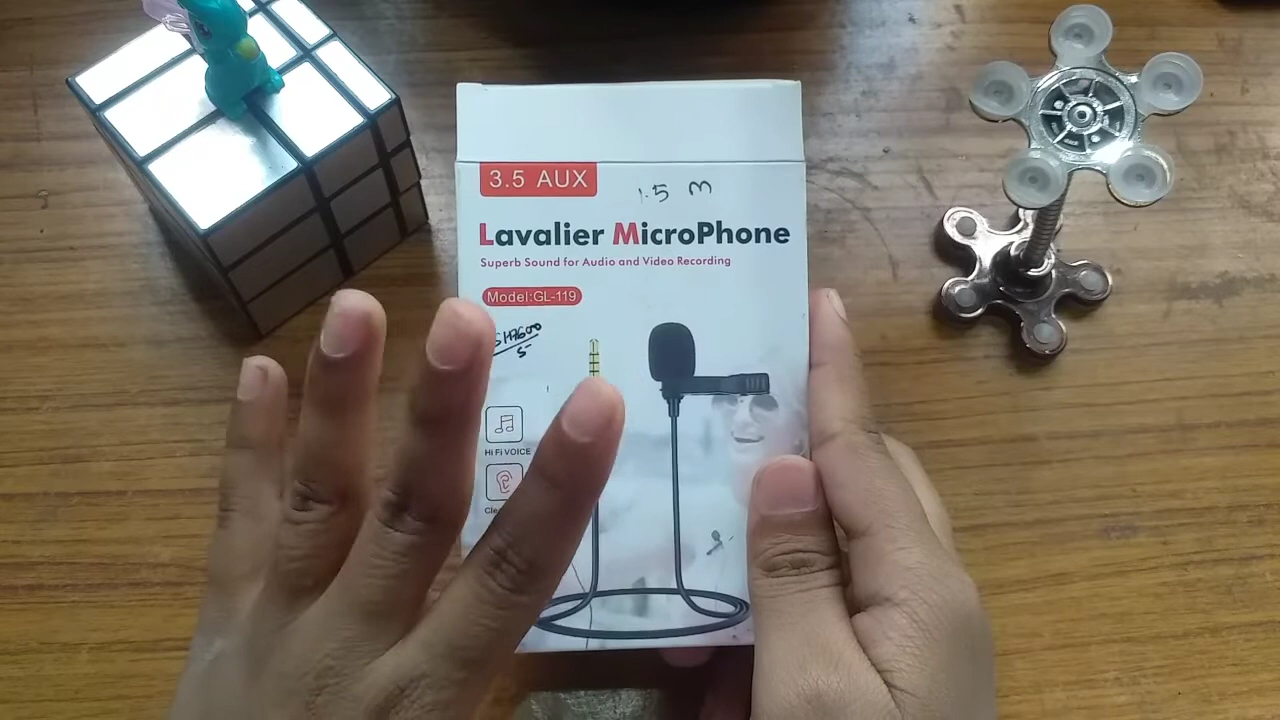 3.5 AUX
1.5 m
Lavalier MicroPhone
Superb Sound for Audio and Video Recording
Model:GL-119
Hi Fi VOICE